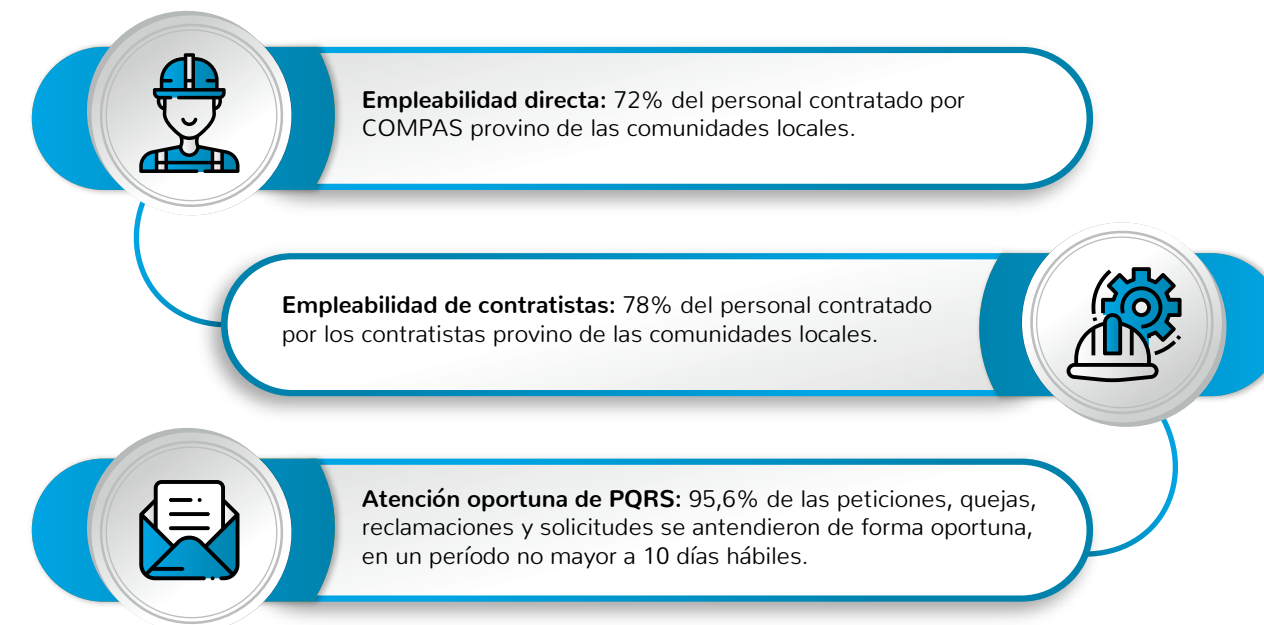 Empleabilidad directa: 72% del personal contratado por
COMPAS provino de las comunidades locales.
Empleabilidad de contratistas: 78% del personal contratado
por los contratistas provino de las comunidades locales.
Atención oportuna de PQRS: 95,6% de las peticiones, quejas,
reclamaciones y solicitudes se antendieron de forma oportuna,
en un período no mayor a 10 días hábiles.